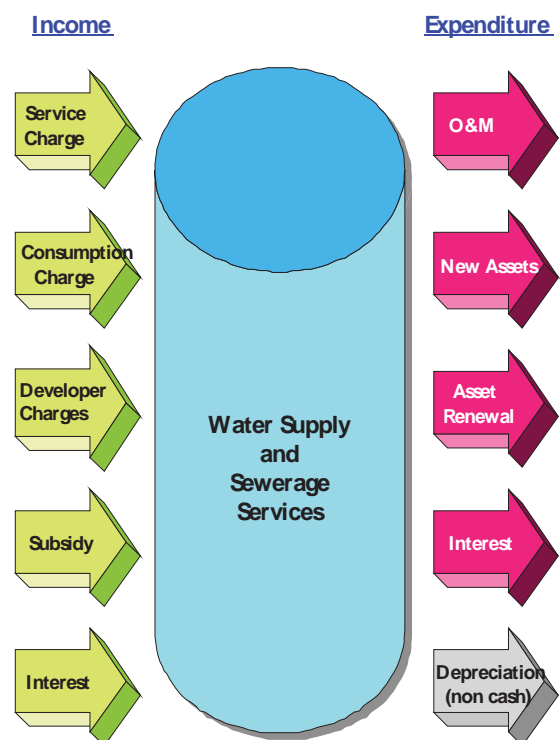 Income
Expenditure
Service
Charge
Consumption
Charge
Developer
Charges
Subsidy
Interest
Water Supply
and
Sewerage
Services
O&M
New Assets
Asset
Renewal
Interest
Depreciation
(non cash)